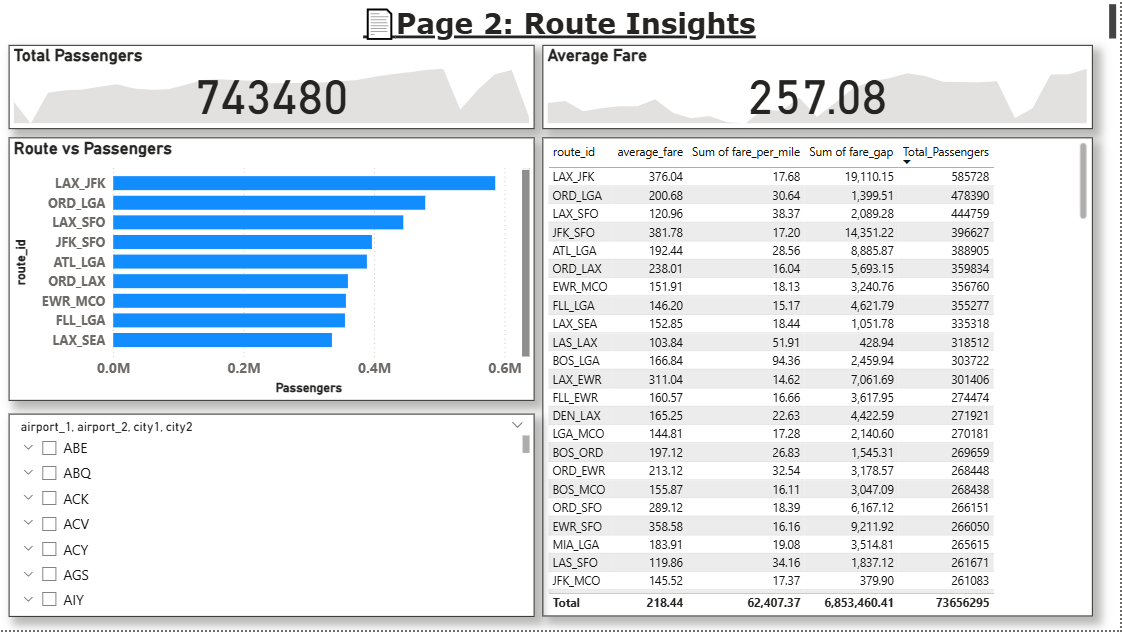 📄Page 2: Route Insights
Total Passengers
743480
Average Fare
257.08
Route vs Passengers
route_id
LAX_JFK
ORD_LGA
LAX_SFO
JFK_SFO
ATL_LGA
ORD_LAX
EWR_MCO
FLL_LGA
LAX_SEA
0.0M 0.2M 0.4M 0.6M
Passengers
airport_1, airport_2, city1, city2
ABE
ABQ
ACK
ACV
ACY
AGS
AIY
route_id average_fare Sum of fare_per_mile Sum of fare_gap Total_Passengers
LAX_JFK 376.04 17.68 19,110.15 585728
ORD_LGA 200.68 30.64 1,399.51 478390
LAX_SFO 120.96 38.37 2,089.28 444759
JFK_SFO 381.78 17.20 14,351.22 396627
ATL_LGA 192.44 28.56 8,885.87 388905
ORD_LAX 238.01 16.04 5,693.15 359834
EWR_MCO 151.91 18.13 3,240.76 356760
FLL_LGA 146.20 15.17 4,621.79 355277
LAX_SEA 152.85 18.44 1,051.78 335318
LAS_LAX 103.84 51.91 428.94 318512
BOS_LGA 166.84 94.36 2,459.94 303722
LAX_EWR 311.04 14.62 7,061.69 301406
FLL_EWR 160.57 16.66 3,617.95 274474
DEN_LAX 165.25 22.63 4,422.59 271921
LGA_MCO 144.81 17.28 2,140.60 270181
BOS_ORD 197.12 26.83 1,545.31 269659
ORD_EWR 213.12 32.54 3,178.57 268448
BOS_MCO 155.87 16.11 3,047.09 268438
ORD_SFO 289.12 18.39 6,167.12 266151
EWR_SFO 358.58 16.16 9,211.92 266050
MIA_LGA 183.91 19.08 3,514.81 265615
LAS_SFO 119.86 34.16 1,837.12 261671
JFK_MCO 145.52 17.37 379.90 261083
Total 218.44 62,407.37 6,853,460.41 73656295